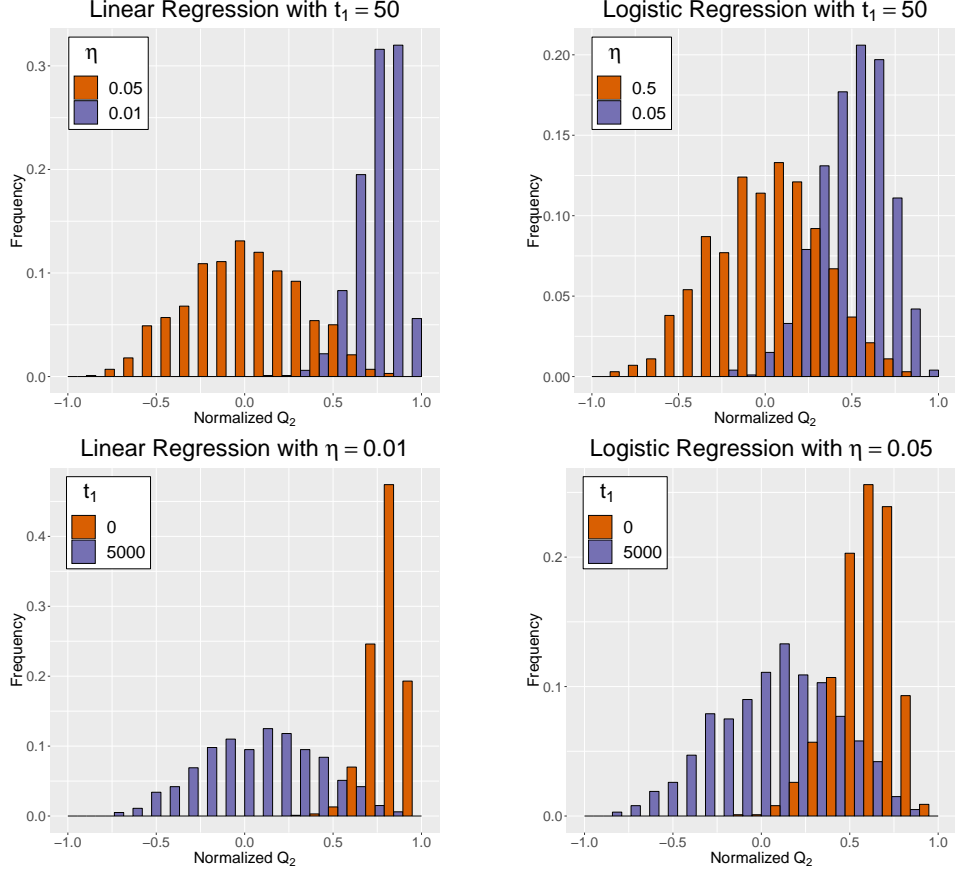 Linear Regression with t₁ = 50
η
0.05
0.01
Frequency
0.3
0.2
0.1
0.0
−1.0 −0.5 0.0 0.5 1.0
Normalized Q₂
Logistic Regression with t₁ = 50
η
0.5
0.05
Frequency
0.20
0.15
0.10
0.05
0.00
−1.0 −0.5 0.0 0.5 1.0
Normalized Q₂
Linear Regression with η = 0.01
t₁
0
5000
Frequency
0.4
0.3
0.2
0.1
0.0
−1.0 −0.5 0.0 0.5 1.0
Normalized Q₂
Logistic Regression with η = 0.05
t₁
0
5000
Frequency
0.2
0.1
0.0
−1.0 −0.5 0.0 0.5 1.0
Normalized Q₂